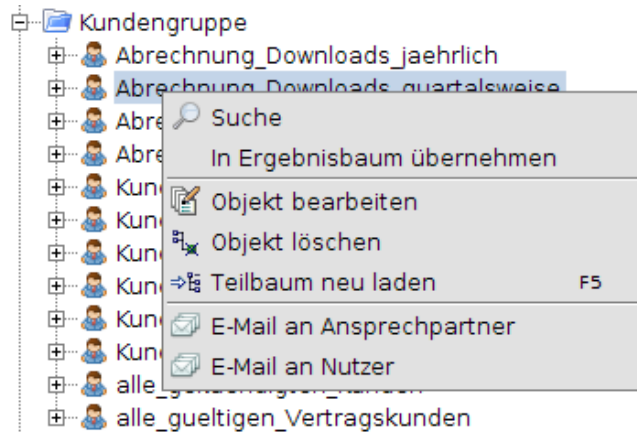 Kundengruppe
Abrechnung_Downloads_jaehrlich
Abrechnung_Downloads_quartalsweise
Suche
In Ergebnisbaum übernehmen
Objekt bearbeiten
Objekt löschen
Teilbaum neu laden F5
E-Mail an Ansprechpartner
E-Mail an Nutzer
alle_gueltigen_Vertragskunden